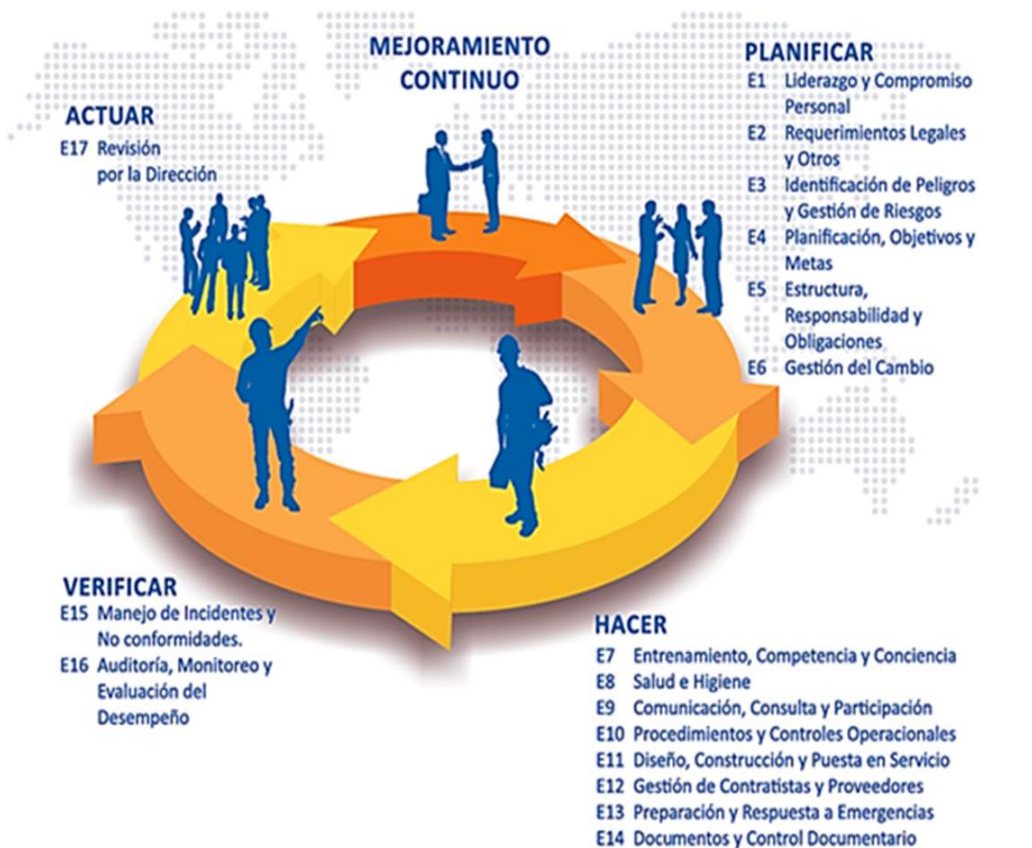 MEJORAMIENTO
CONTINUO
PLANIFICAR
E1 Liderazgo y Compromiso
Personal
E2 Requerimientos Legales
y Otros
E3 Identificación de Peligros
y Gestión de Riesgos
E4 Planificación, Objetivos y
Metas
E5 Estructura,
Responsabilidad y
Obligaciones
E6 Gestión del Cambio
HACER
E7 Entrenamiento, Competencia y Conciencia
E8 Salud e Higiene
E9 Comunicación, Consulta y Participación
E10 Procedimientos y Controles Operacionales
E11 Diseño, Construcción y Puesta en Servicio
E12 Gestión de Contratistas y Proveedores
E13 Preparación y Respuesta a Emergencias
E14 Documentos y Control Documentario
VERIFICAR
E15 Manejo de Incidentes y
No conformidades.
E16 Auditoría, Monitoreo y
Evaluación del
Desempeño
ACTUAR
E17 Revisión
por la Dirección